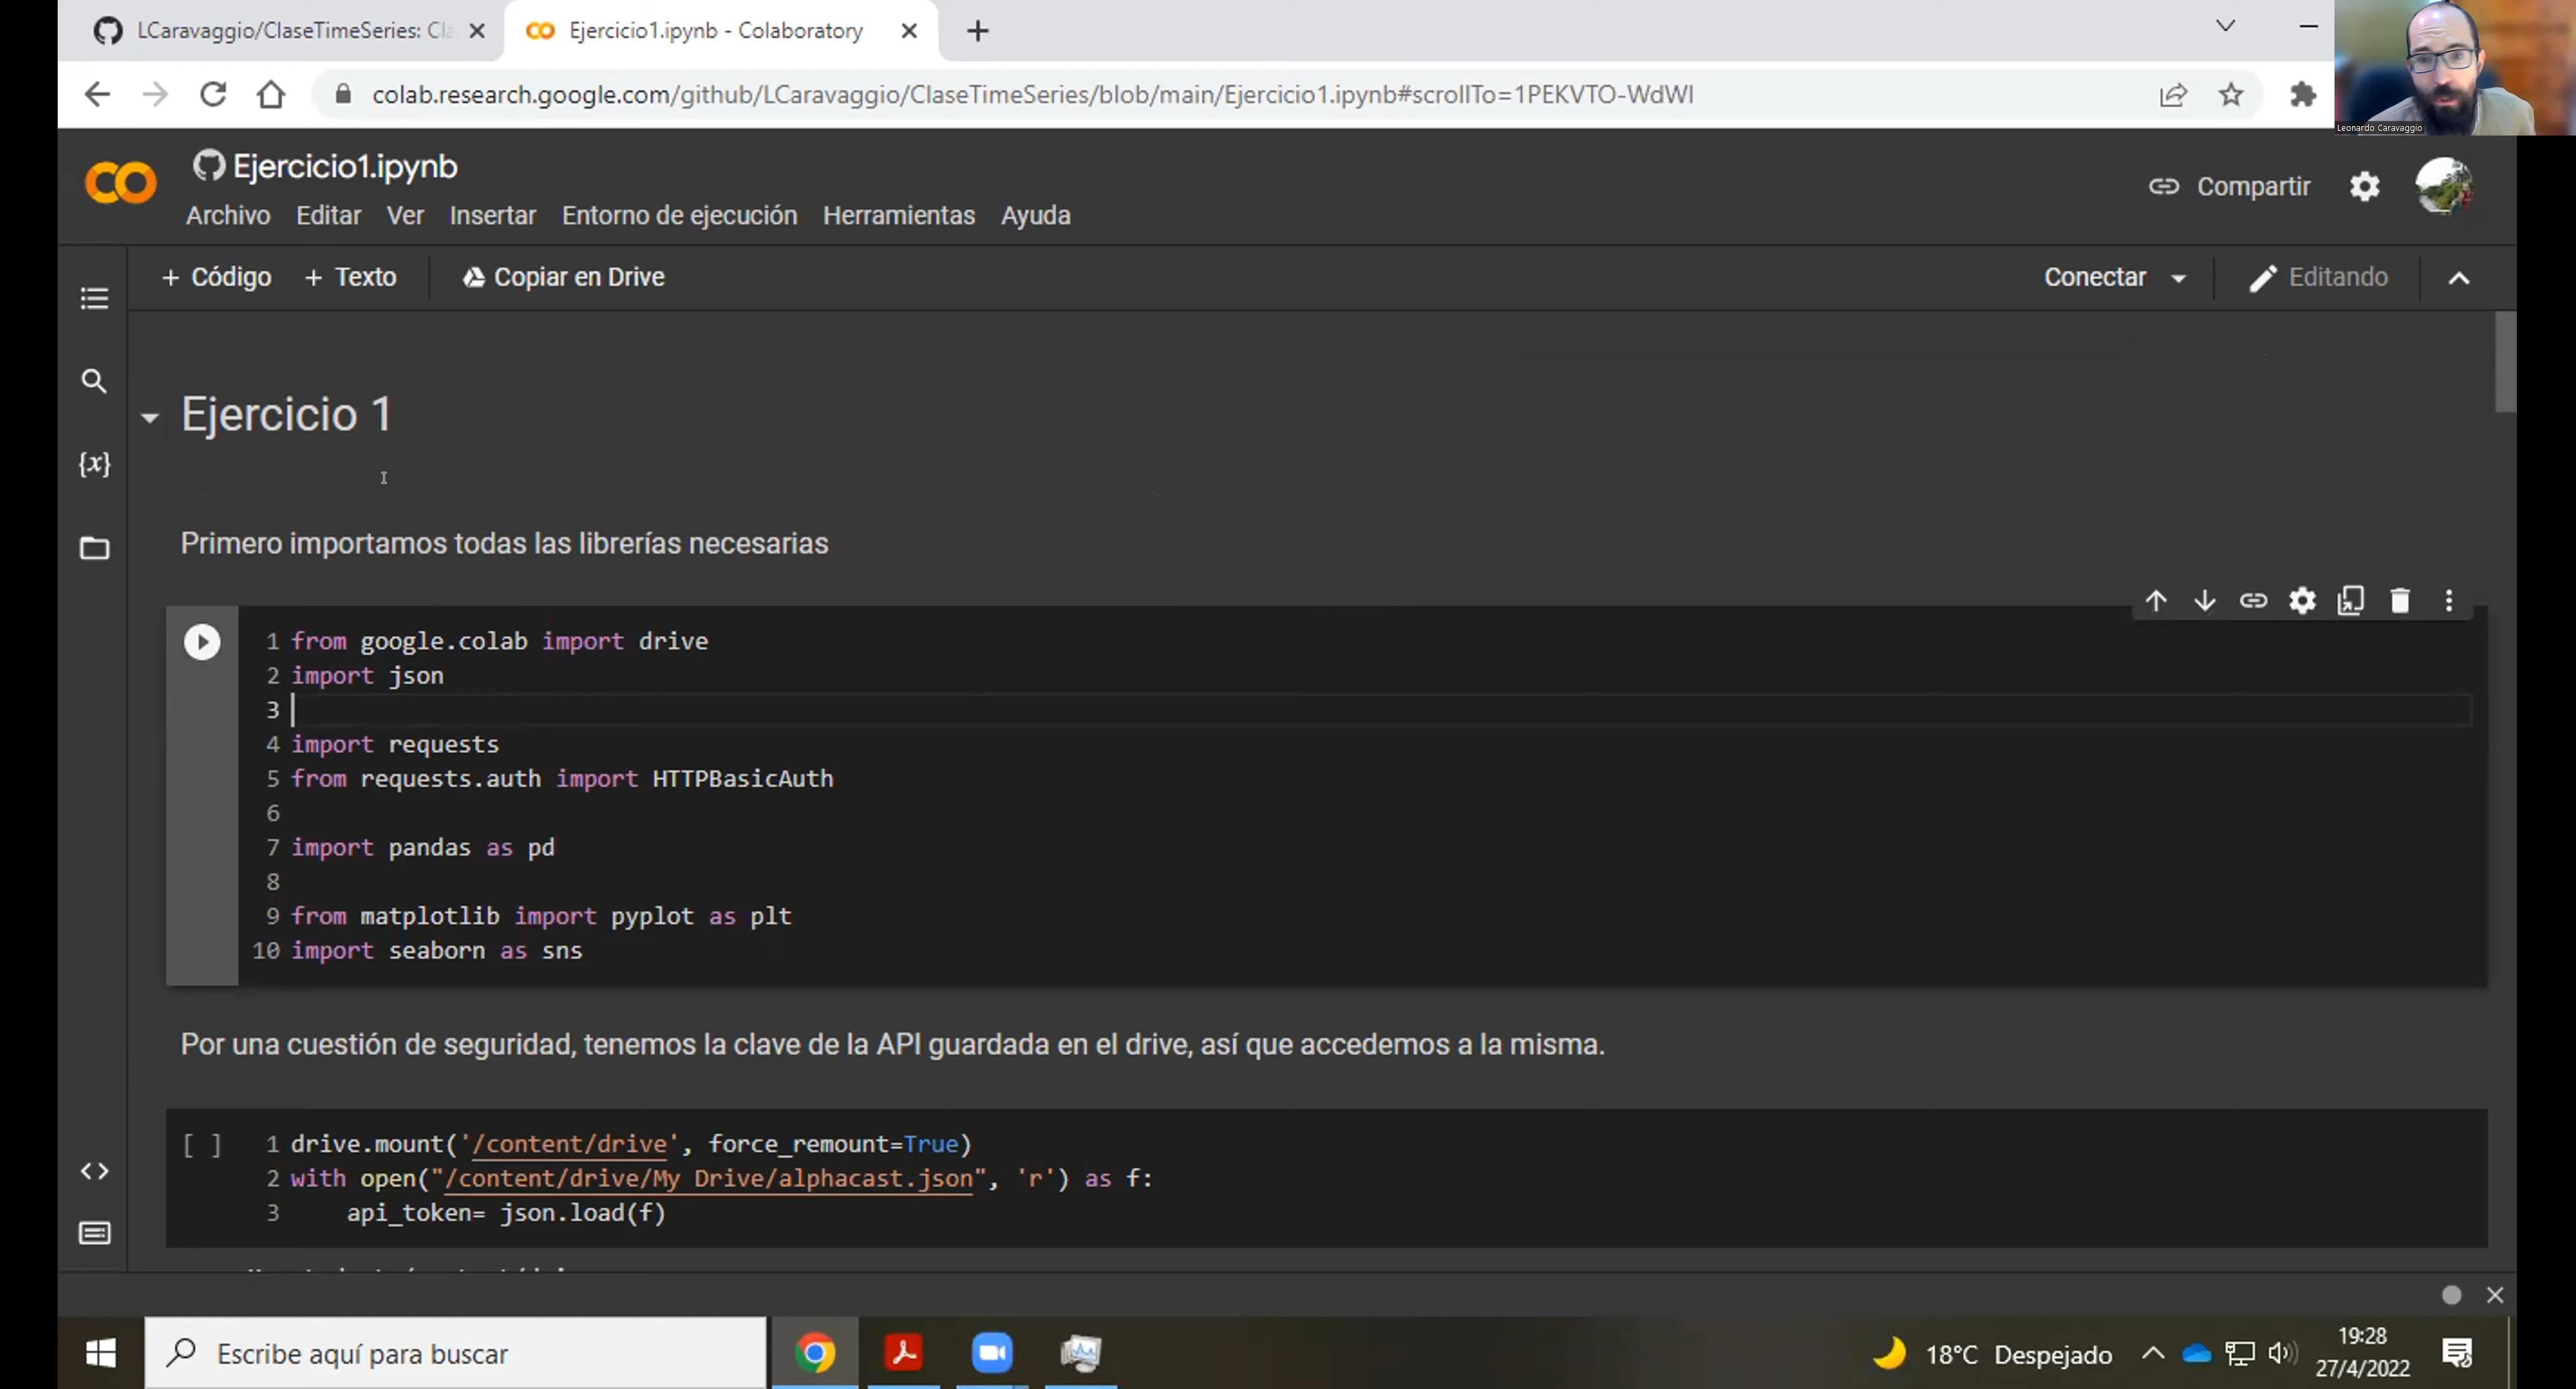 LCaravaggio/ClaseTimeSeries: Cla
Ejercicio1.ipynb - Colaboratory
colab.research.google.com/github/LCaravaggio/ClaseTimeSeries/blob/main/Ejercicio1.ipynb#scrollTo=1PEKVTO-WdWI
Leonardo Caravaggio
Ejercicio1.ipynb
Compartir
Archivo Editar Ver Insertar Entorno de ejecución Herramientas Ayuda
+ Código + Texto Copiar en Drive Conectar Editando
Ejercicio 1
{x}
Primero importamos todas las librerías necesarias
1 from google.colab import drive
2 import json
3
4 import requests
5 from requests.auth import HTTPBasicAuth
6
7 import pandas as pd
8
9 from matplotlib import pyplot as plt
10 import seaborn as sns
Por una cuestión de seguridad, tenemos la clave de la API guardada en el drive, así que accedemos a la misma.
[ ] 1 drive.mount('/content/drive', force_remount=True)
2 with open("/content/drive/My Drive/alphacast.json", 'r') as f:
3 api_token= json.load(f)
Escribe aquí para buscar
18°C Despejado
19:28
27/4/2022